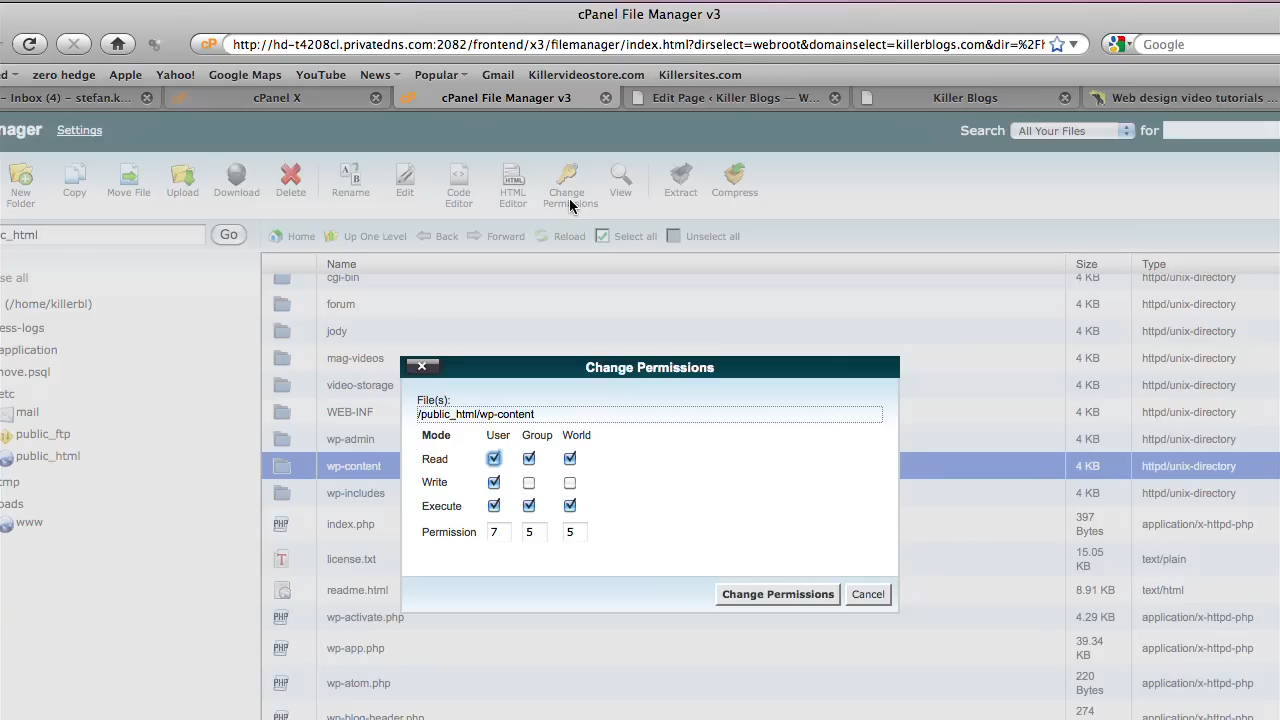 cPanel File Manager v3
cP http://hd-t4208cl.privatedns.com:2082/frontend/x3/filemanager/index.html?dirselect=webroot&domainselect=killerblogs.com&dir=%2Fh Google
d zero hedge Apple Yahoo! Google Maps YouTube News Popular Gmail Killervideostore.com Killersites.com
– Inbox (4) – stefan.k... cPanel X cPanel File Manager v3 Edit Page ‹ Killer Blogs — W... Killer Blogs Web design video tutorials ...
nager Settings Search All Your Files for
New Folder Copy Move File Upload Download Delete Rename Edit Code Editor HTML Editor Change Permissions View Extract Compress
c_html Go Home Up One Level Back Forward Reload Select all Unselect all
Name Size Type
se all cgi-bin 4 KB httpd/unix-directory
(/home/killerbl) forum 4 KB httpd/unix-directory
ess-logs jody 4 KB httpd/unix-directory
application mag-videos 4 KB httpd/unix-directory
move.psql video-storage 4 KB httpd/unix-directory
etc
mail WEB-INF 4 KB httpd/unix-directory
public_ftp wp-admin 4 KB httpd/unix-directory
public_html wp-content 4 KB httpd/unix-directory
tmp wp-includes 4 KB httpd/unix-directory
oads
www index.php 397 Bytes application/x-httpd-php
license.txt 15.05 KB text/plain
readme.html 8.91 KB text/html
wp-activate.php 4.29 KB application/x-httpd-php
wp-app.php 39.34 KB application/x-httpd-php
wp-atom.php 220 Bytes application/x-httpd-php
wp-blog-header.php 274
Change Permissions
File(s):
/public_html/wp-content
Mode User Group World
Read
Write
Execute
Permission 7 5 5
Change Permissions Cancel